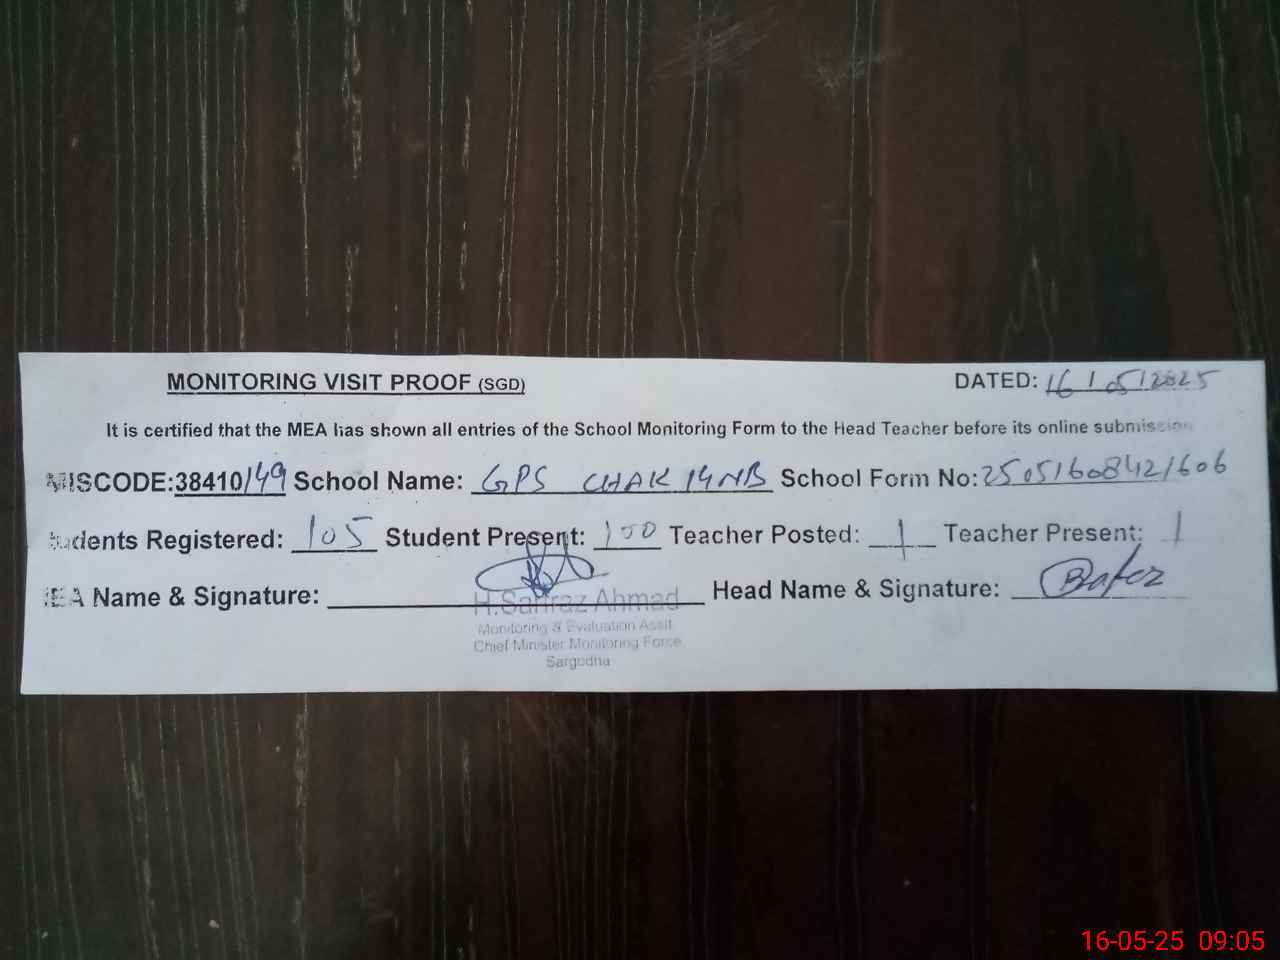 MONITORING VISIT PROOF (SGD) DATED: 16/05/2025
It is certified that the MEA has shown all entries of the School Monitoring Form to the Head Teacher before its online submission
MISCODE:38410/149 School Name: GPS CHAK 14NB School Form No:25051608421606
Students Registered: 105 Student Present: 100 Teacher Posted: 1 Teacher Present: 1
MEA Name & Signature: Head Name & Signature:
H.Sarfraz Ahmad
Monitoring & Evaluation Assit
Chief Minister Monitoring Force
Sargodha
16-05-25 09:05